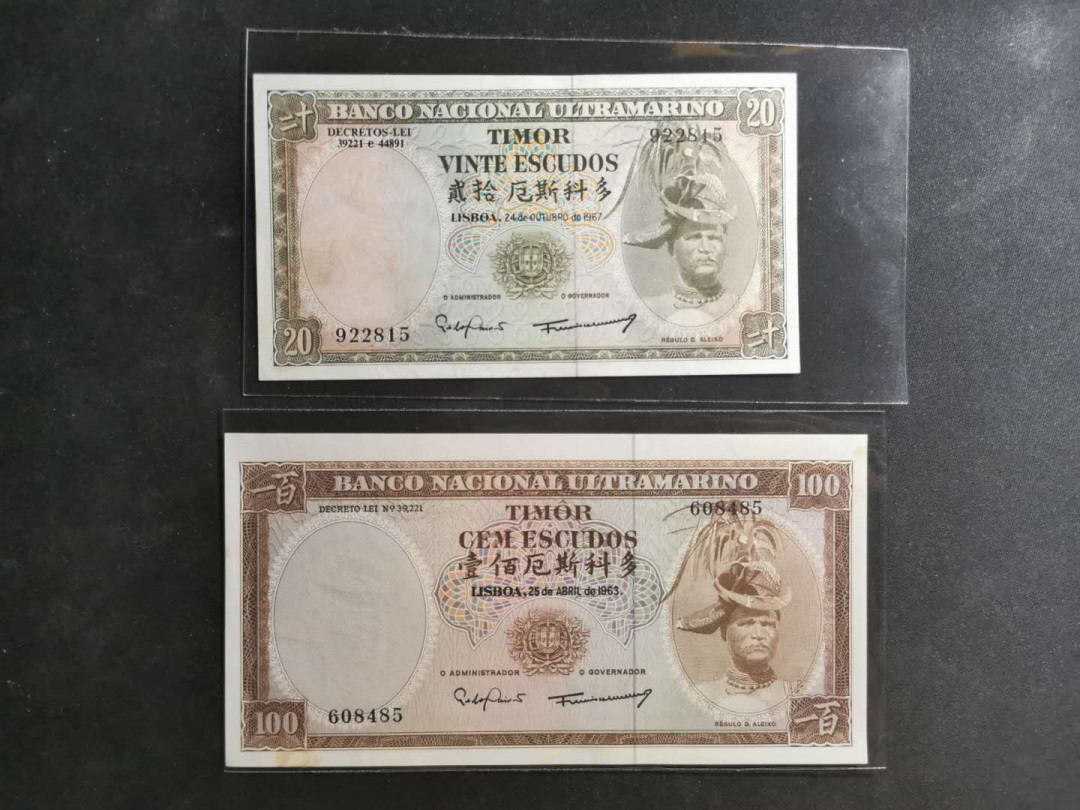 二十 BANCO NACIONAL ULTRAMARINO 20
DECRETOS-LEI
39221 e 44891
TIMOR
922815
VINTE ESCUDOS
貳拾厄斯科多
LISBOA, 24 de OUTUBRO de 1967
O ADMINISTRADOR O GOVERNADOR
20 922815
RÉGULO D. ALEIXO
二十
一百 BANCO NACIONAL ULTRAMARINO 100
DECRETO LEI Nº 39,221
TIMÔR
608485
CEM ESCUDOS
壹佰厄斯科多
LISBOA, 25 de ABRIL de 1963.
O ADMINISTRADOR O GOVERNADOR
100 608485
RÉGULO D. ALEIXO
一百